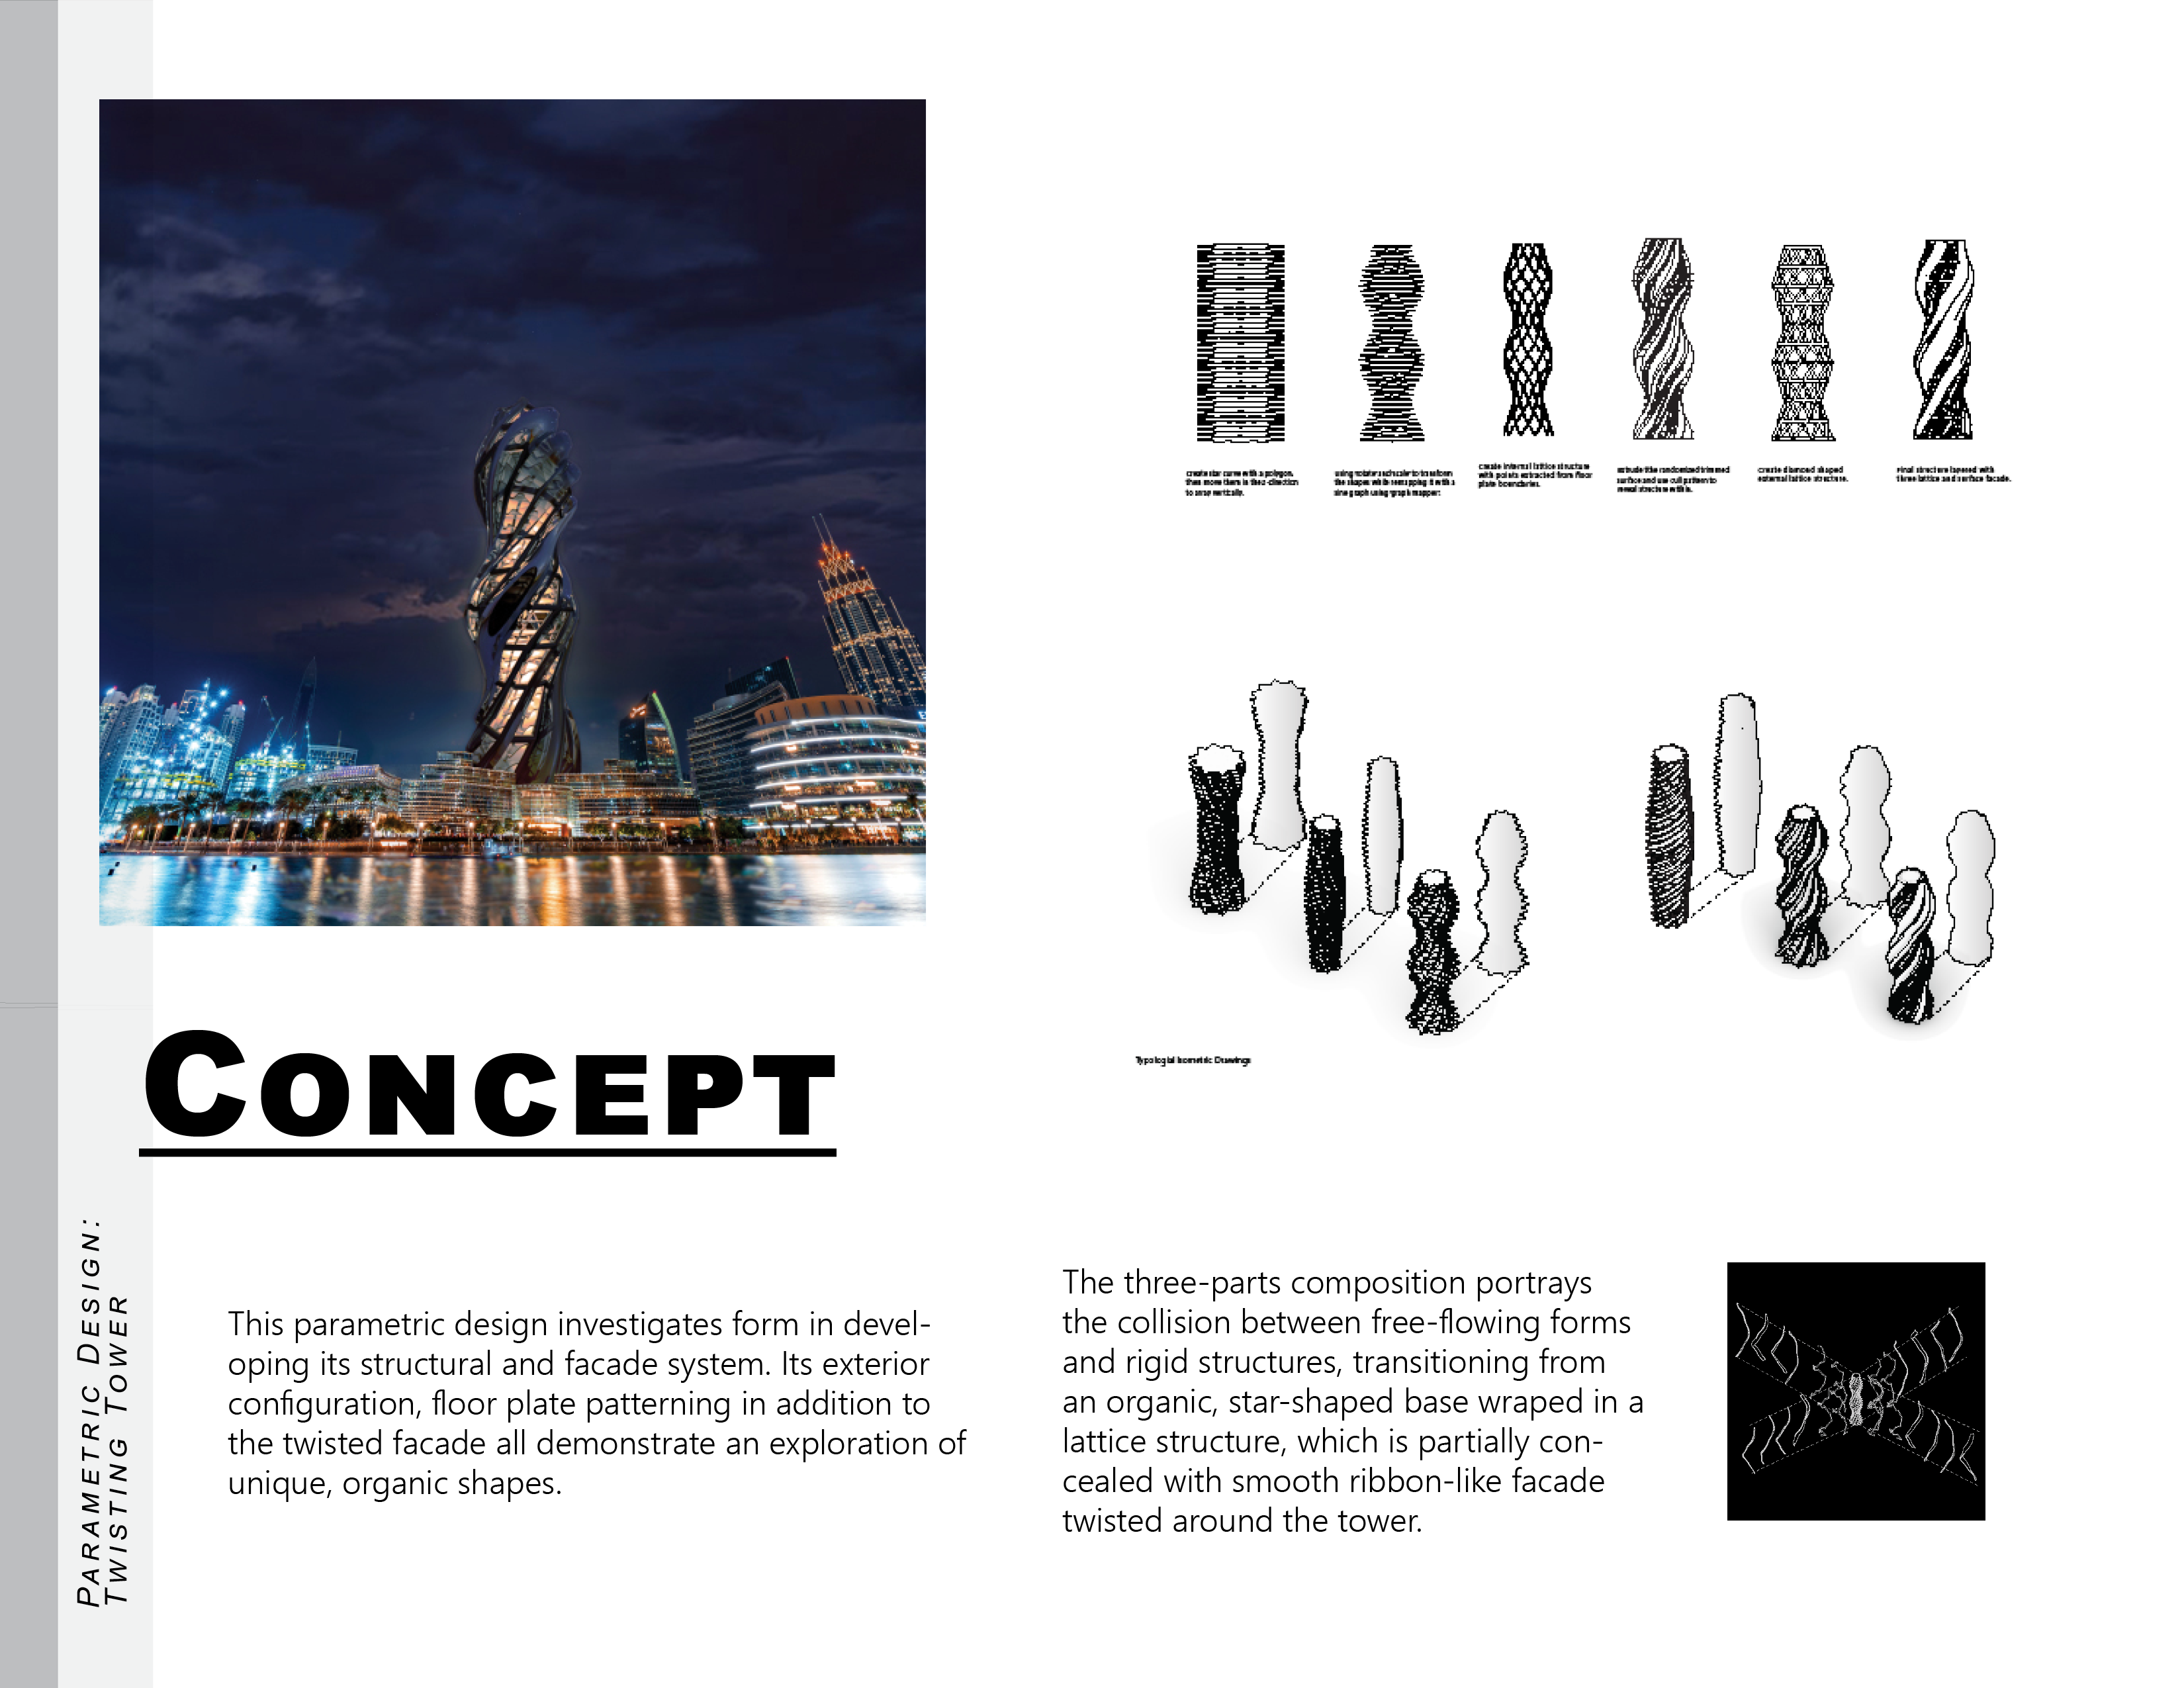 create star curve with a polygon,
then move them in the z-direction
to array vertically.
using rotate and scale to transform
the shapes while remapping it with a
sine graph using 'graph mapper'.
create internal lattice structure
with points extracted from floor
plate boundaries.
extrude the randomized trimmed
surface and use cull pattern to
reveal structure within.
create diamond shaped
external lattice structure.
Final structure layered with
three lattice and surface facade.
Typological Isometric Drawings
CONCEPT
PARAMETRIC DESIGN:
TWISTING TOWER
This parametric design investigates form in devel-
oping its structural and facade system. Its exterior
configuration, floor plate patterning in addition to
the twisted facade all demonstrate an exploration of
unique, organic shapes.
The three-parts composition portrays
the collision between free-flowing forms
and rigid structures, transitioning from
an organic, star-shaped base wraped in a
lattice structure, which is partially con-
cealed with smooth ribbon-like facade
twisted around the tower.